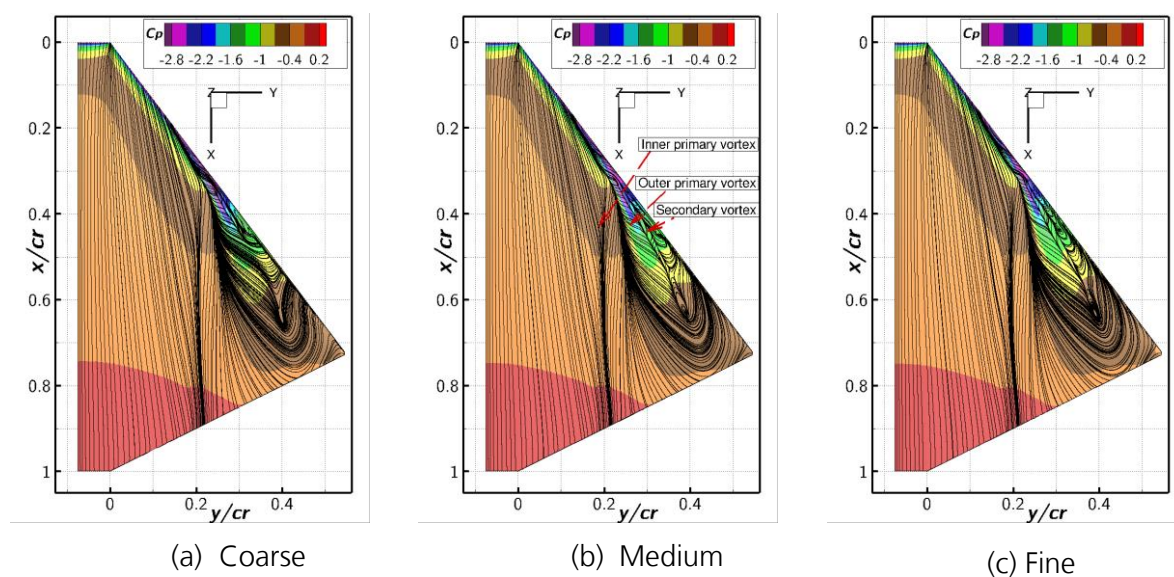 Cp
-2.8 -2.2 -1.6 -1 -0.4 0.2
0
0.2
0.4
0.6
0.8
1
x/cr
Z Y
X
0 0.2 0.4
y/cr
(a) Coarse
Cp
-2.8 -2.2 -1.6 -1 -0.4 0.2
0
0.2
0.4
0.6
0.8
1
x/cr
Z Y
X
Inner primary vortex
Outer primary vortex
Secondary vortex
0 0.2 0.4
y/cr
(b) Medium
Cp
-2.8 -2.2 -1.6 -1 -0.4 0.2
0
0.2
0.4
0.6
0.8
1
x/cr
Z Y
X
0 0.2 0.4
y/cr
(c) Fine